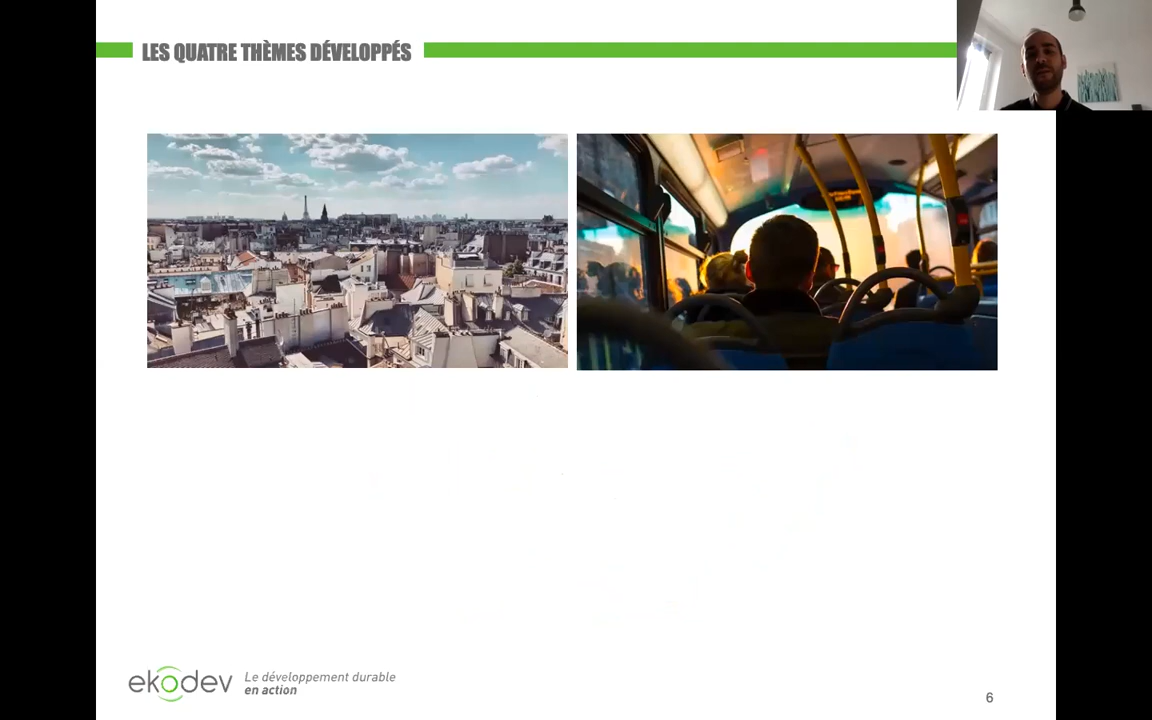 LES QUATRE THÈMES DÉVELOPPÉS
ekodev
Le développement durable
en action
6